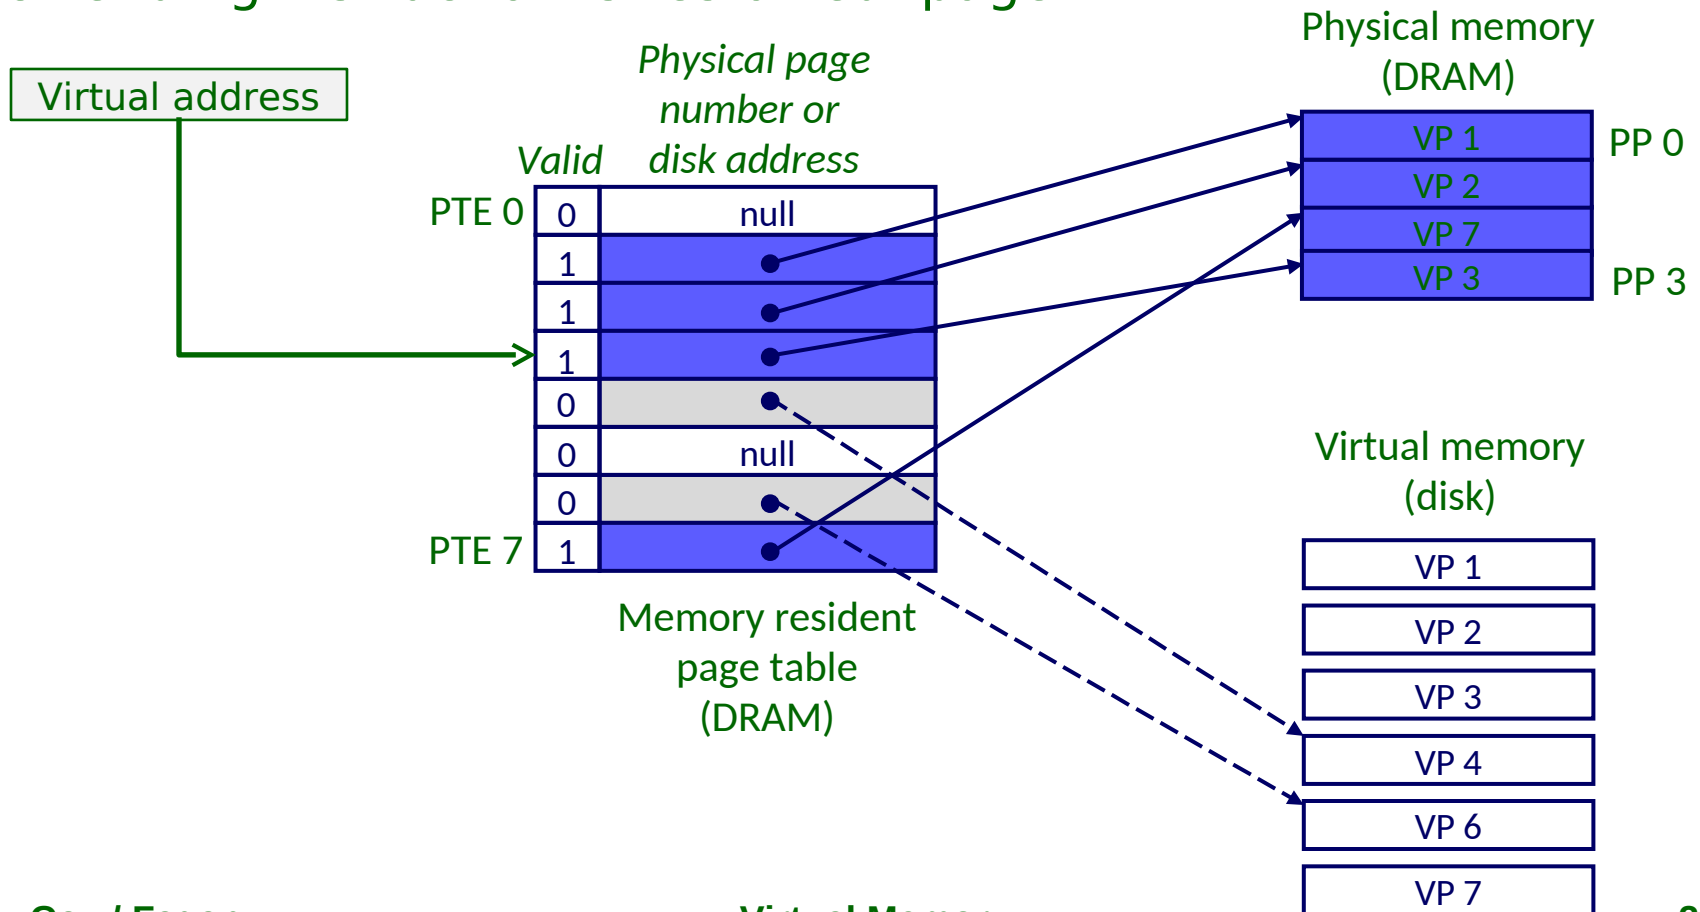 Physical memory
(DRAM)
Physical page
number or
disk address
Virtual address
Valid
VP 1
PP 0
VP 2
VP 7
VP 3
PP 3
PTE 0
0
null
1
1
1
0
0
null
0
PTE 7
1
Memory resident
page table
(DRAM)
Virtual memory
(disk)
VP 1
VP 2
VP 3
VP 4
VP 6
VP 7